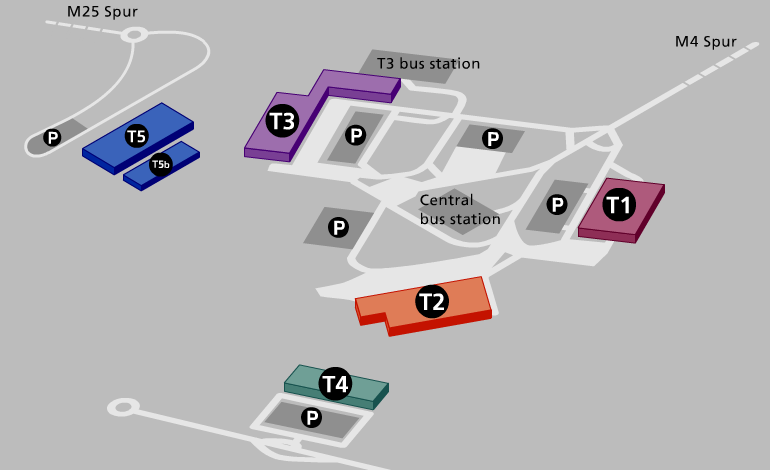 M25 Spur
M4 Spur
T3 bus station
T3
P
P
P
T5
T5b
Central
bus station
P
T1
P
T2
T4
P